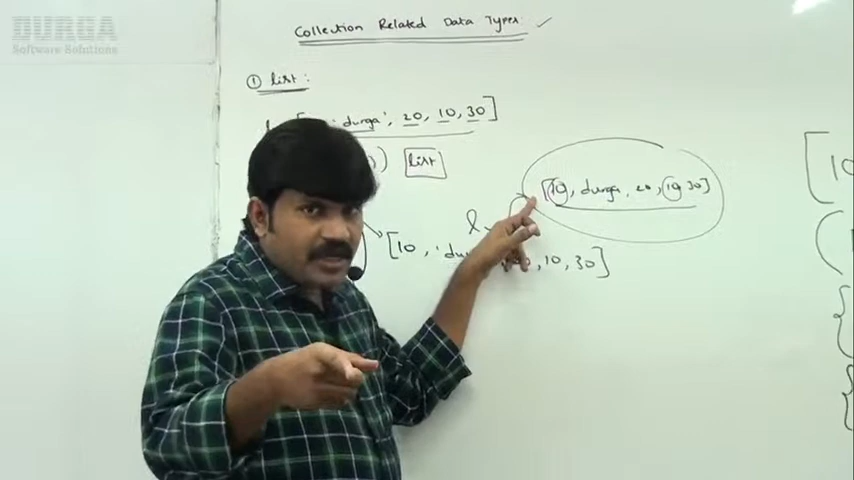 DURGA
Software Solutions
Collection Related Data Types ✓
① list :
[ 'durga', 20, 10, 30]
) list
[10, durga, 20, 10 30]
l
[10, 'du , 10, 30]
[10
(
{
{